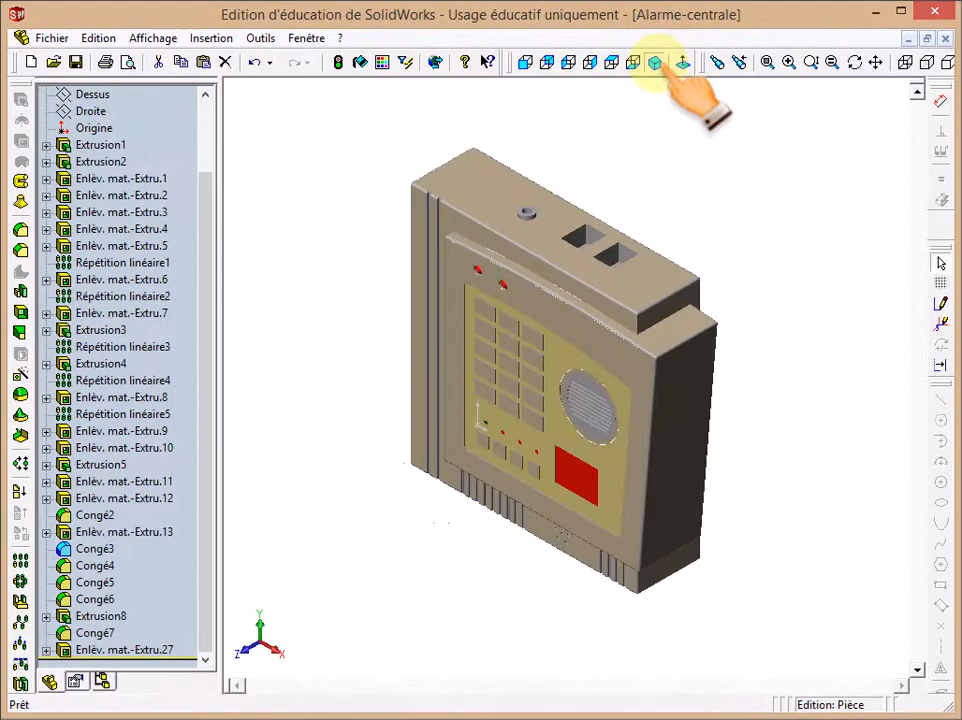 SW
Edition d'éducation de SolidWorks - Usage éducatif uniquement - [Alarme-centrale]
Fichier Edition Affichage Insertion Outils Fenêtre ?
Dessus
Droite
Origine
Extrusion1
Extrusion2
Enlèv. mat.-Extru.1
Enlèv. mat.-Extru.2
Enlèv. mat.-Extru.3
Enlèv. mat.-Extru.4
Enlèv. mat.-Extru.5
Répétition linéaire1
Enlèv. mat.-Extru.6
Répétition linéaire2
Enlèv. mat.-Extru.7
Extrusion3
Répétition linéaire3
Extrusion4
Répétition linéaire4
Enlèv. mat.-Extru.8
Répétition linéaire5
Enlèv. mat.-Extru.9
Enlèv. mat.-Extru.10
Extrusion5
Enlèv. mat.-Extru.11
Enlèv. mat.-Extru.12
Congé2
Enlèv. mat.-Extru.13
Congé3
Congé4
Congé5
Congé6
Extrusion8
Congé7
Enlèv. mat.-Extru.27
Y
Z X
Prêt Edition: Pièce